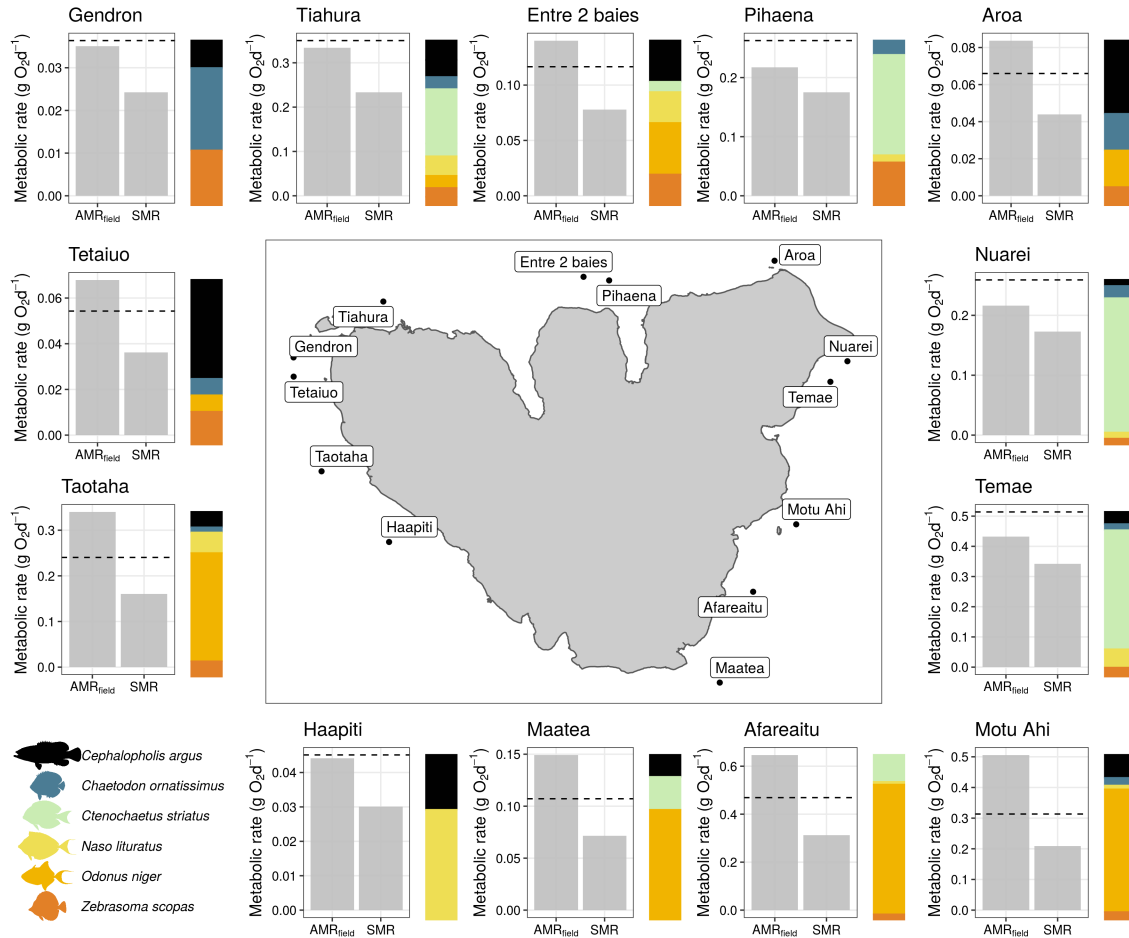 Gendron
Metabolic rate (g O₂d⁻¹)
0.03
0.02
0.01
0.00
AMRfield SMR
Tiahura
Metabolic rate (g O₂d⁻¹)
0.3
0.2
0.1
0.0
AMRfield SMR
Entre 2 baies
Metabolic rate (g O₂d⁻¹)
0.10
0.05
0.00
AMRfield SMR
Pihaena
Metabolic rate (g O₂d⁻¹)
0.2
0.1
0.0
AMRfield SMR
Aroa
Metabolic rate (g O₂d⁻¹)
0.08
0.06
0.04
0.02
0.00
AMRfield SMR
Tetaiuo
Metabolic rate (g O₂d⁻¹)
0.06
0.04
0.02
0.00
AMRfield SMR
Taotaha
Metabolic rate (g O₂d⁻¹)
0.3
0.2
0.1
0.0
AMRfield SMR
Aroa
Entre 2 baies
Pihaena
Tiahura
Gendron
Nuarei
Tetaiuo
Temae
Taotaha
Motu Ahi
Haapiti
Afareaitu
Maatea
Nuarei
Metabolic rate (g O₂d⁻¹)
0.2
0.1
0.0
AMRfield SMR
Temae
Metabolic rate (g O₂d⁻¹)
0.5
0.4
0.3
0.2
0.1
0.0
AMRfield SMR
Cephalopholis argus
Chaetodon ornatissimus
Ctenochaetus striatus
Naso lituratus
Odonus niger
Zebrasoma scopas
Haapiti
Metabolic rate (g O₂d⁻¹)
0.04
0.03
0.02
0.01
0.00
AMRfield SMR
Maatea
Metabolic rate (g O₂d⁻¹)
0.15
0.10
0.05
0.00
AMRfield SMR
Afareaitu
Metabolic rate (g O₂d⁻¹)
0.6
0.4
0.2
0.0
AMRfield SMR
Motu Ahi
Metabolic rate (g O₂d⁻¹)
0.5
0.4
0.3
0.2
0.1
0.0
AMRfield SMR